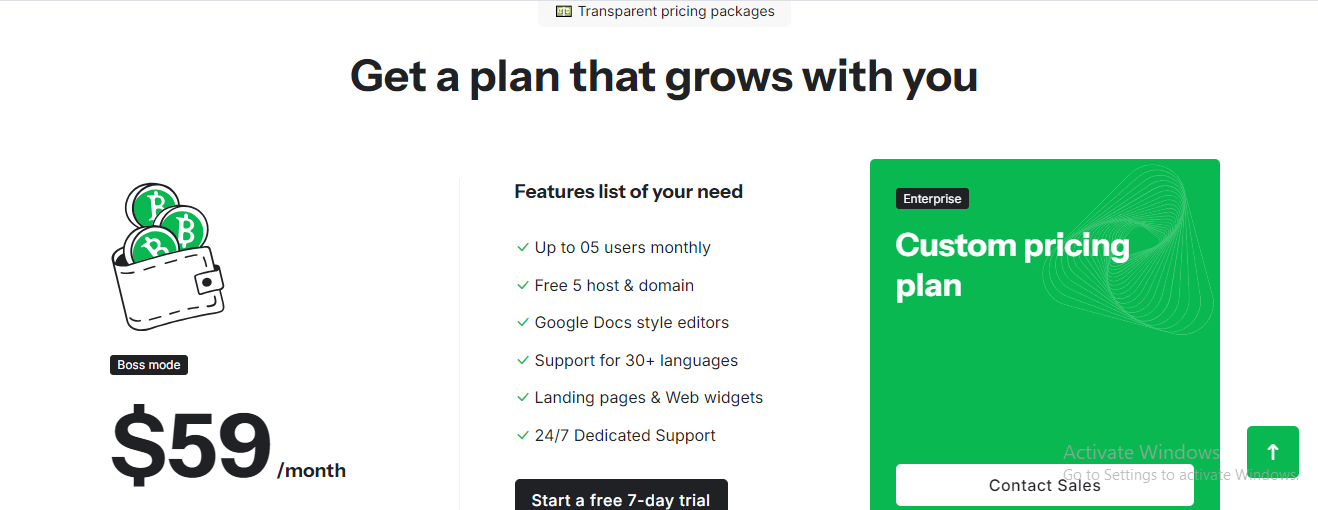 Transparent pricing packages
Get a plan that grows with you
Boss mode
$59 /month
Features list of your need
Up to 05 users monthly
Free 5 host & domain
Google Docs style editors
Support for 30+ languages
Landing pages & Web widgets
24/7 Dedicated Support
Start a free 7-day trial
Enterprise
Custom pricing
plan
Contact Sales
Activate Windows
Go to Settings to activate Windows.